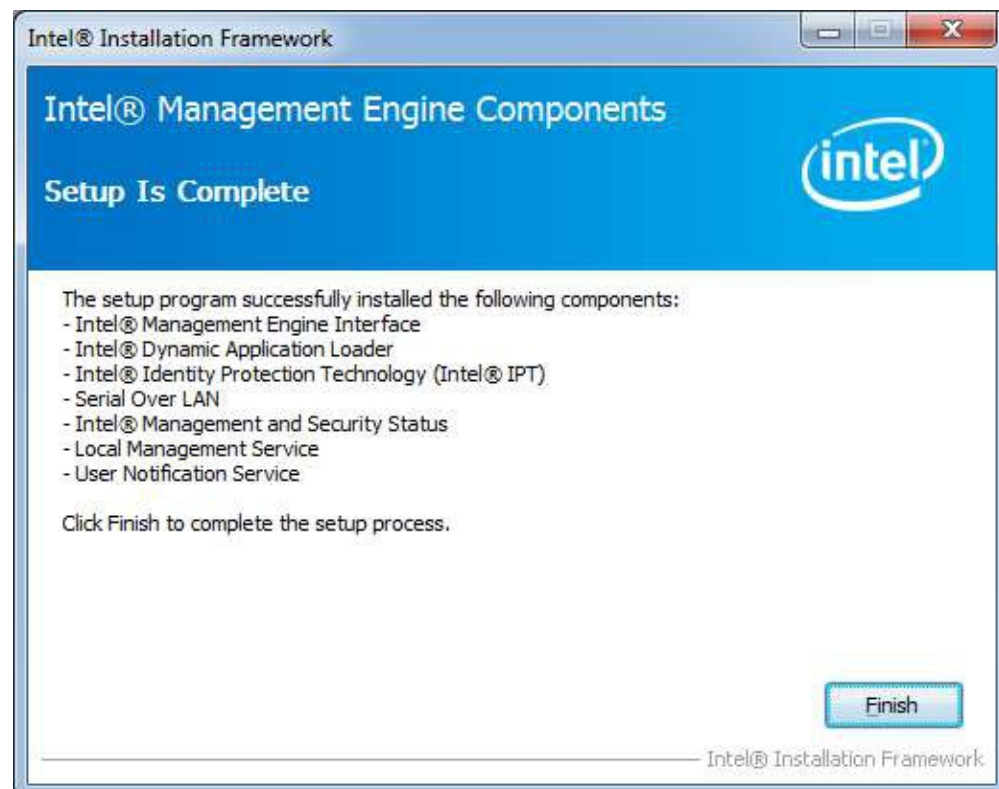 Intel® Installation Framework
Intel® Management Engine Components
intel
Setup Is Complete
The setup program successfully installed the following components:
- Intel® Management Engine Interface
- Intel® Dynamic Application Loader
- Intel® Identity Protection Technology (Intel® IPT)
- Serial Over LAN
- Intel® Management and Security Status
- Local Management Service
- User Notification Service
Click Finish to complete the setup process.
Finish
Intel® Installation Framework